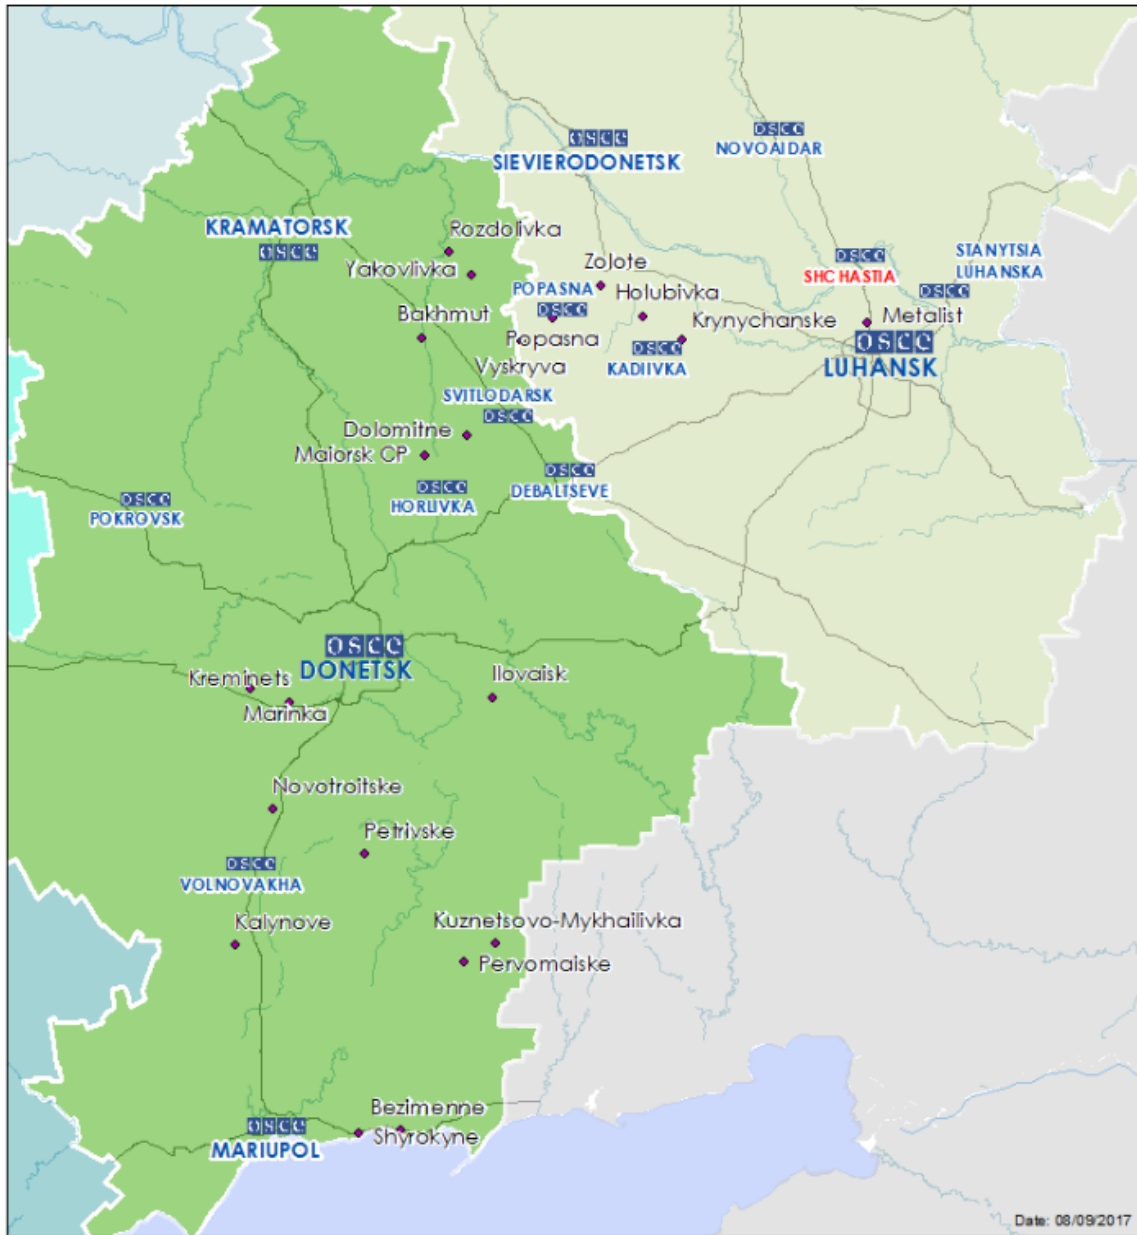 OSCE
SIEVIERODONETSK
OSCE
NOVOAIDAR
KRAMATORSK
OSCE
Rozdolivka
Yakovlivka
Zolote
POPASNA
OSCE
Holubivka
OSCE
SHCHASTIA
STANYTSIA
LUHANSKA
OSCE
Bakhmut
Popasna
Krynychanske
Metalist
OSCE
LUHANSK
Vyskryva
OSCE
KADIIVKA
SVITLODARSK
OSCE
Dolomitne
Maiorsk CP
OSCE
DEBALTSEVE
OSCE
HORLIVKA
OSCE
POKROVSK
OSCE
DONETSK
Kreminets
Marinka
Ilovaisk
Novotroitske
Petrivske
OSCE
VOLNOVAKHA
Kalynove
Kuznetsovo-Mykhailivka
Pervomaiske
Bezimenne
Shyrokyne
OSCE
MARIUPOL
Date: 08/09/2017